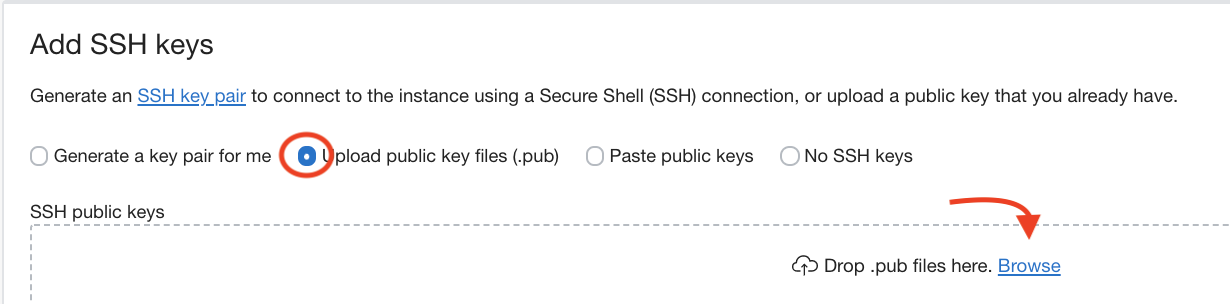 Add SSH keys
Generate an SSH key pair to connect to the instance using a Secure Shell (SSH) connection, or upload a public key that you already have.
Generate a key pair for me Upload public key files (.pub) Paste public keys No SSH keys
SSH public keys
Drop .pub files here. Browse